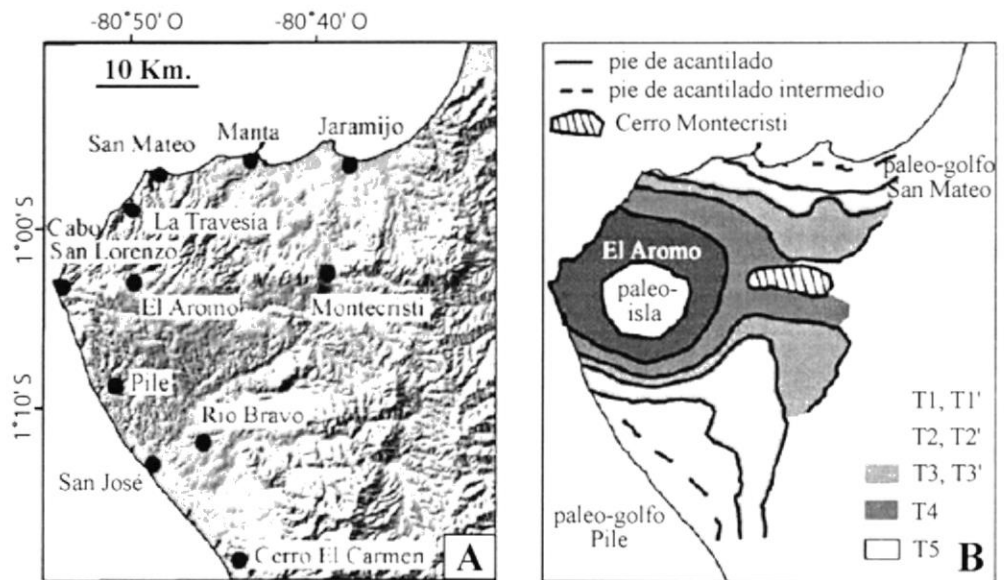 -80°50' O
-80°40' O
10 Km.
San Mateo
Manta
Jaramijo
1°00' S
La Travesia
Cabo
San Lorenzo
El Aromo
Montecristi
Pile
1°10' S
Rio Bravo
San José
Cerro El Carmen
A
pie de acantilado
pie de acantilado intermedio
Cerro Montecristi
paleo-golfo
San Mateo
El Aromo
paleo-
isla
T1, T1'
T2, T2'
T3, T3'
T4
T5
paleo-golfo
Pile
B